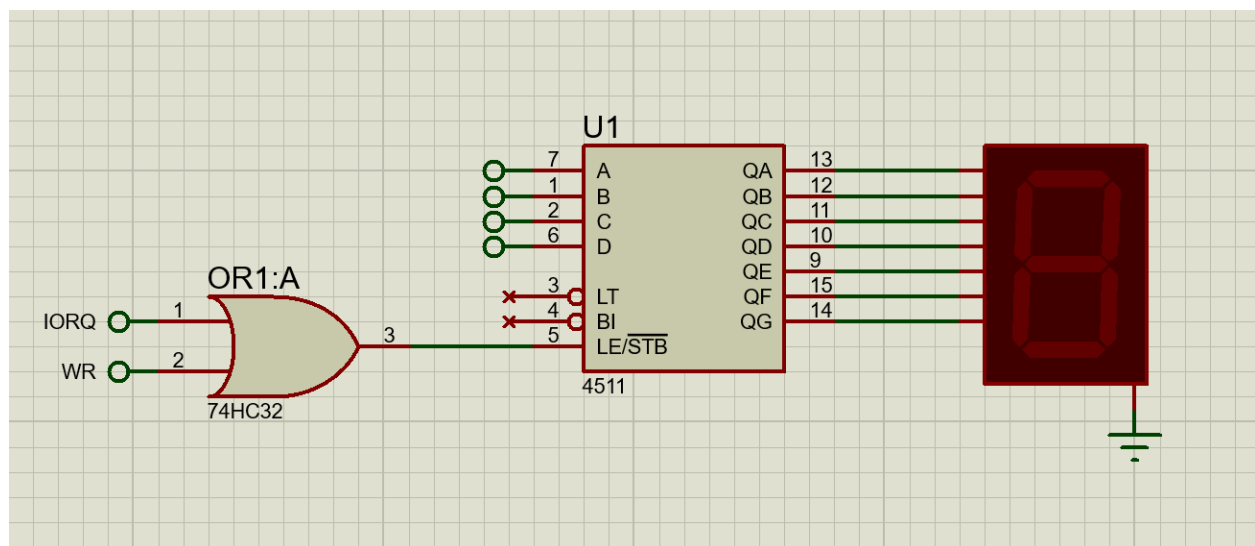 U1
7 A QA 13
1 B QB 12
2 C QC 11
6 D QD 10
QE 9
3 LT QF 15
4 BI QG 14
5 LE/STB
4511
OR1:A
IORQ 1
3
WR 2
74HC32